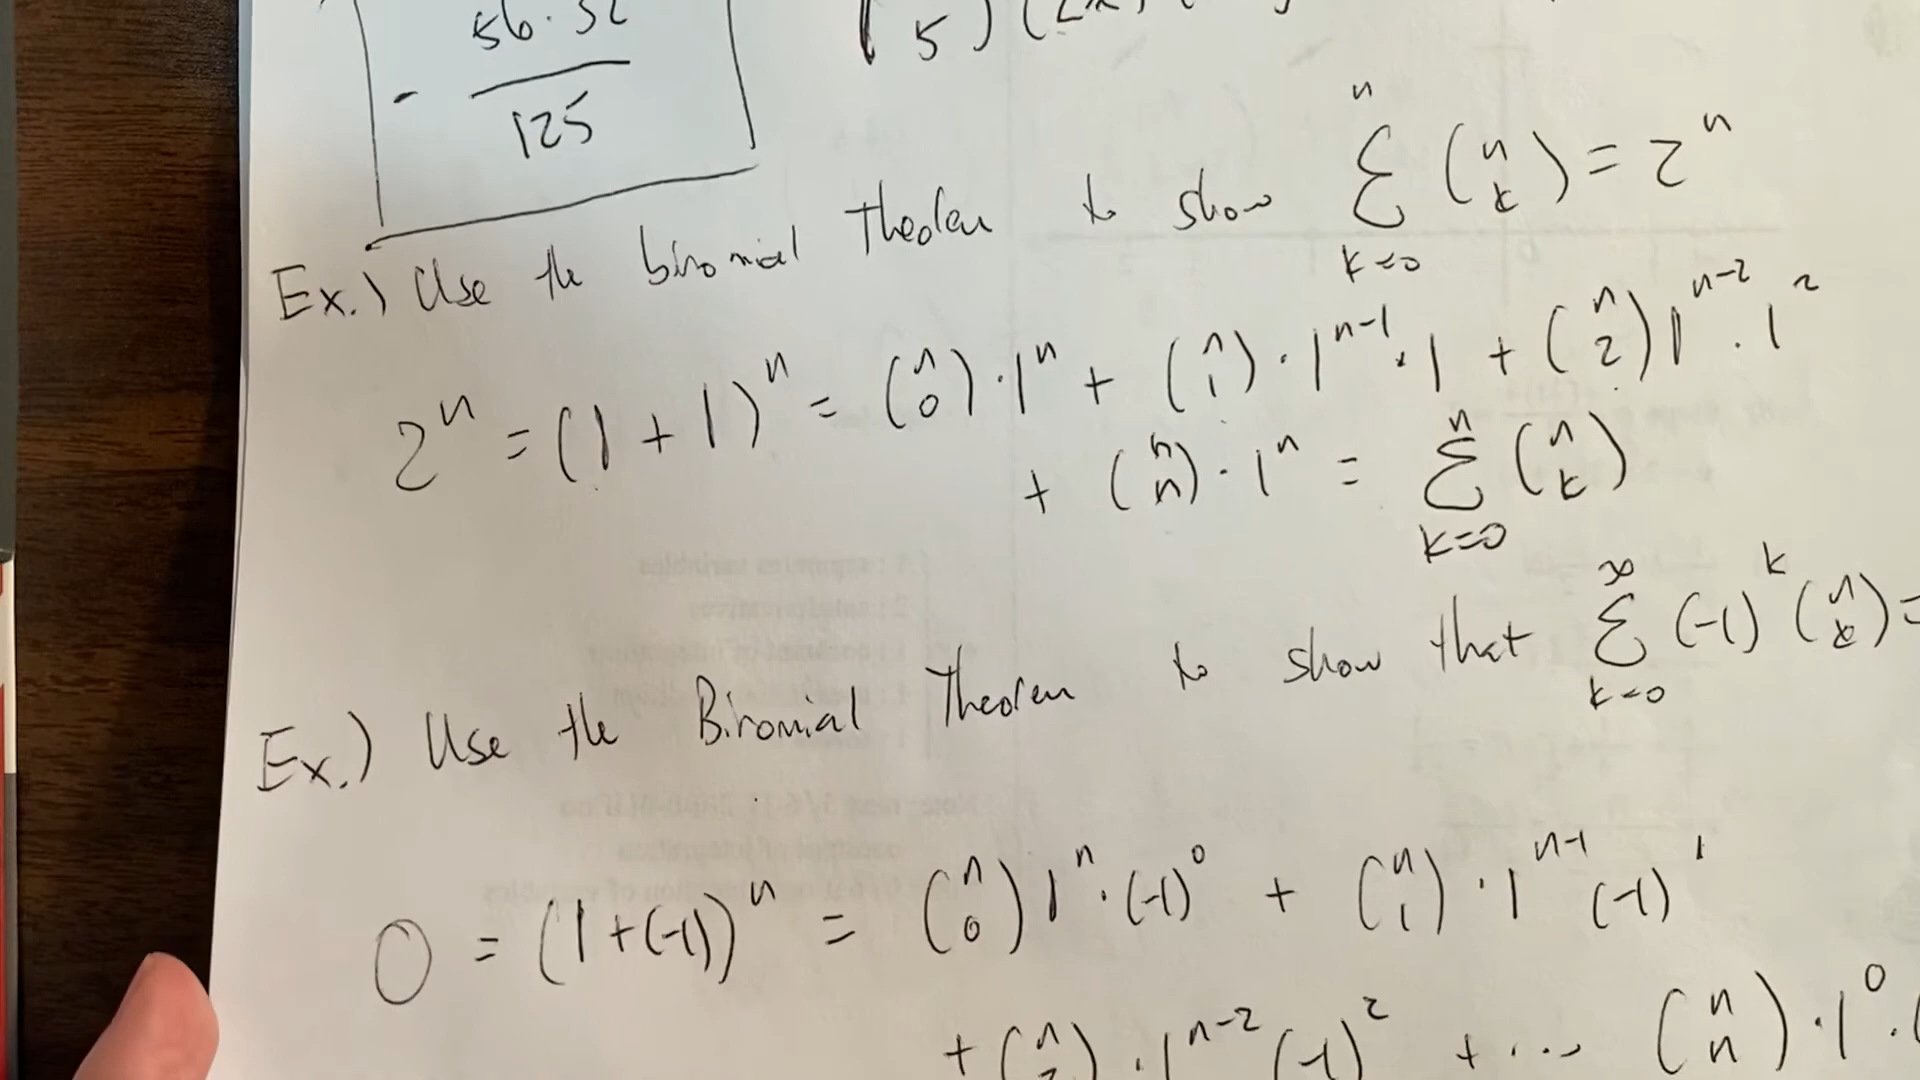 56·32
- ―
125
5 ) (2x)
Ex.) Use the binomial theorem to show n Σ k=0 (n k) = 2^n
2^n = (1+1)^n = (n 0)·1^n + (n 1)·1^{n-1}·1 + (n 2) 1^{n-2}·1^2
+ (n n)·1^n = n Σ k=0 (n k)
Ex.) Use the Binomial Theorem to show that ∞ Σ k=0 (-1)^k (n k) =
0 = (1+(-1))^n = (n 0) 1^n·(-1)^0 + (n 1)·1^{n-1} (-1)^1
+ (n 2)·1^{n-2} (-1)^2 + ... (n n)·1^0·(